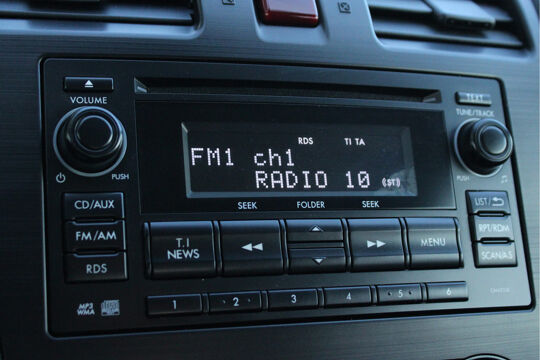 VOLUME
PUSH
TEXT
TUNE/TRACK
PUSH
RDS TI TA
FM1 ch1
RADIO 10 ((ST))
CD/AUX
FM/AM
RDS
SEEK FOLDER SEEK
T.I NEWS
MENU
LIST/
RPT/RDM
SCAN/A.S
MP3
WMA
1 2 3 4 5 6